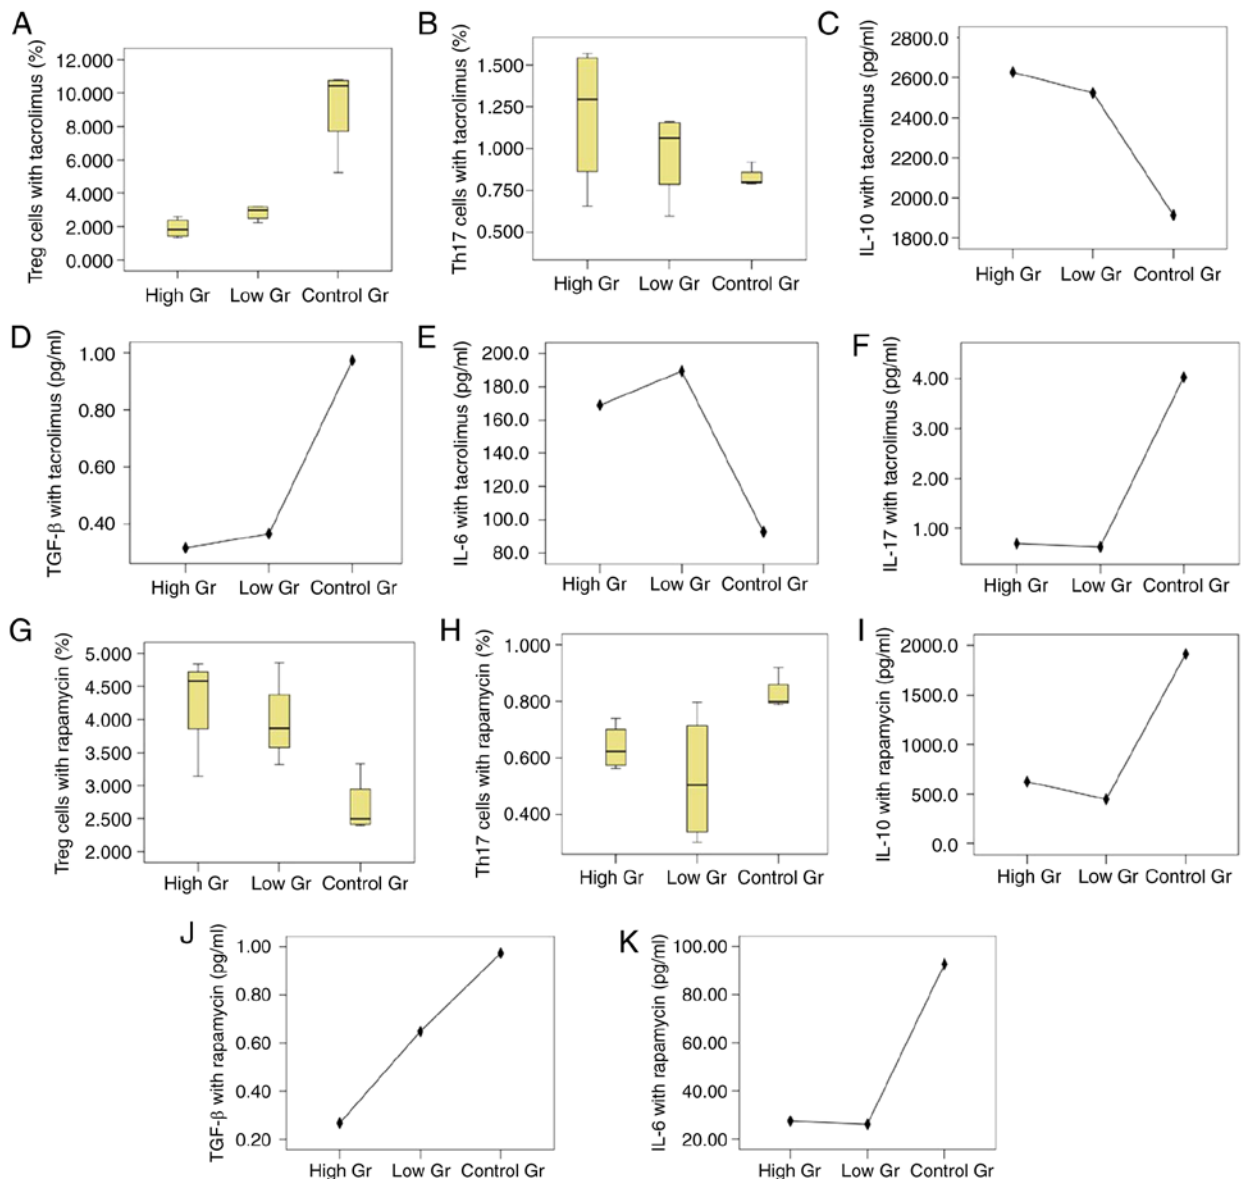 A
Treg cells with tacrolimus (%)
12.000
10.000
8.000
6.000
4.000
2.000
0.000
High Gr Low Gr Control Gr
B
Th17 cells with tacrolimus (%)
1.500
1.250
1.000
0.750
0.500
High Gr Low Gr Control Gr
C
IL-10 with tacrolimus (pg/ml)
2800.0
2600.0
2400.0
2200.0
2000.0
1800.0
High Gr Low Gr Control Gr
D
TGF-β with tacrolimus (pg/ml)
1.00
0.80
0.60
0.40
High Gr Low Gr Control Gr
E
IL-6 with tacrolimus (pg/ml)
200.0
180.0
160.0
140.0
120.0
100.0
80.0
High Gr Low Gr Control Gr
F
IL-17 with tacrolimus (pg/ml)
4.00
3.00
2.00
1.00
High Gr Low Gr Control Gr
G
Treg cells with rapamycin (%)
5.000
4.500
4.000
3.500
3.000
2.500
2.000
High Gr Low Gr Control Gr
H
Th17 cells with rapamycin (%)
1.000
0.800
0.600
0.400
High Gr Low Gr Control Gr
I
IL-10 with rapamycin (pg/ml)
2000.0
1500.0
1000.0
500.0
0.0
High Gr Low Gr Control Gr
J
TGF-β with rapamycin (pg/ml)
1.00
0.80
0.60
0.40
0.20
High Gr Low Gr Control Gr
K
IL-6 with rapamycin (pg/ml)
100.00
80.00
60.00
40.00
20.00
High Gr Low Gr Control Gr